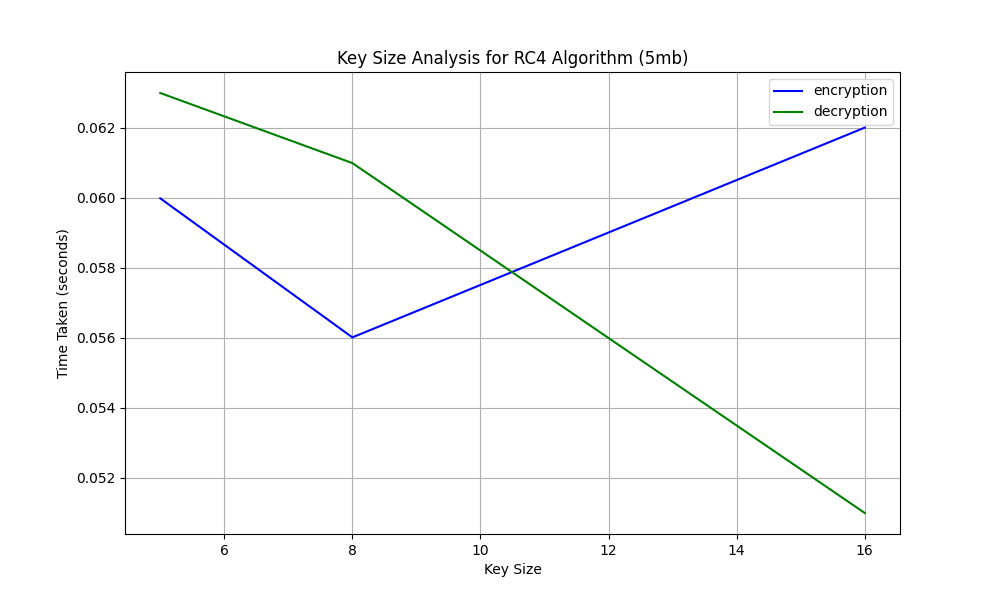 Key Size Analysis for RC4 Algorithm (5mb)
encryption
decryption
Time Taken (seconds)
0.062
0.060
0.058
0.056
0.054
0.052
6 8 10 12 14 16
Key Size